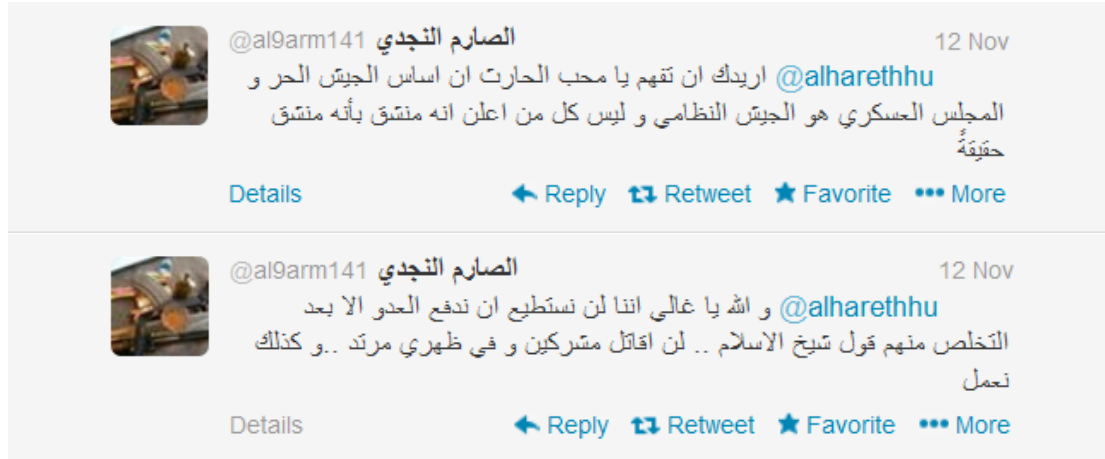 الصارم النجدي @al9arm141 12 Nov
@alharethhu اريدك ان تفهم يا محب الحارث ان اساس الجيش الحر و
المجلس العسكري هو الجيش النظامي و ليس كل من اعلن انه منشق بأنه منشق
حقيقةً
Details Reply Retweet Favorite More
الصارم النجدي @al9arm141 12 Nov
@alharethhu و الله يا غالي اننا لن نستطيع ان ندفع العدو الا بعد
التخلص منهم قول شيخ الاسلام .. لن اقاتل مشركين و في ظهري مرتد ..و كذلك
نعمل
Details Reply Retweet Favorite More